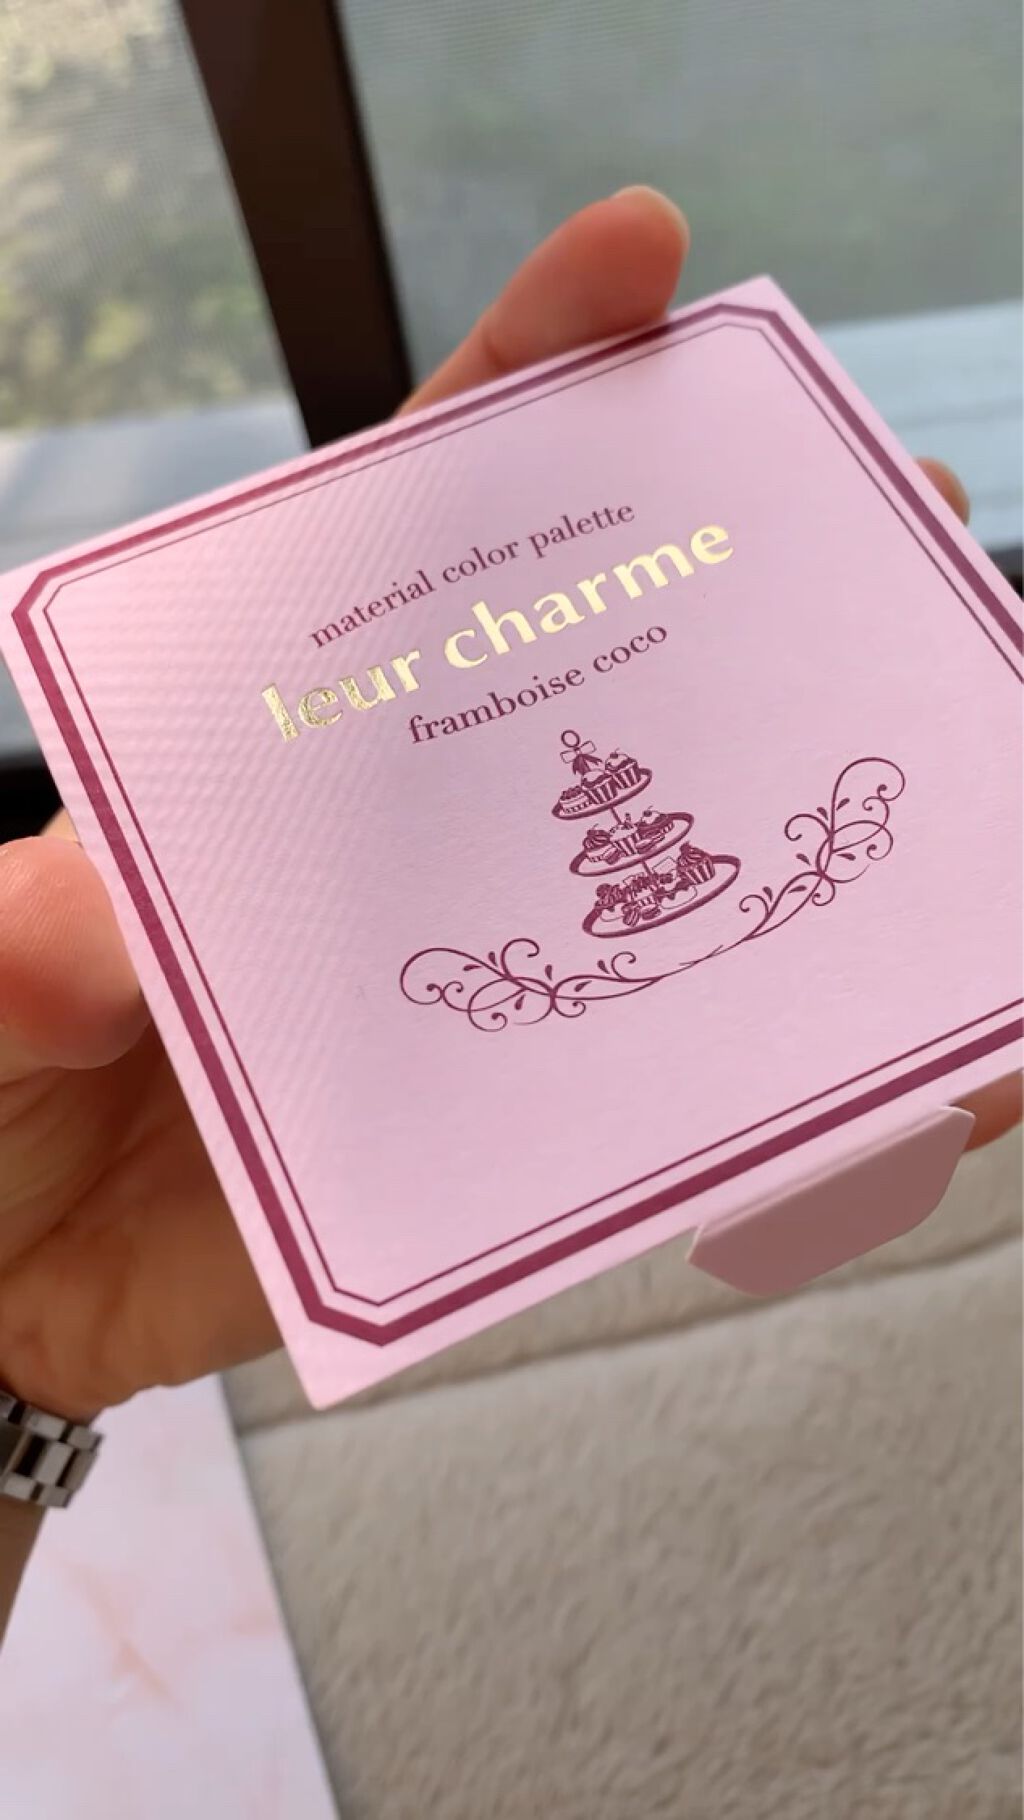 material color palette
leur charme
framboise coco